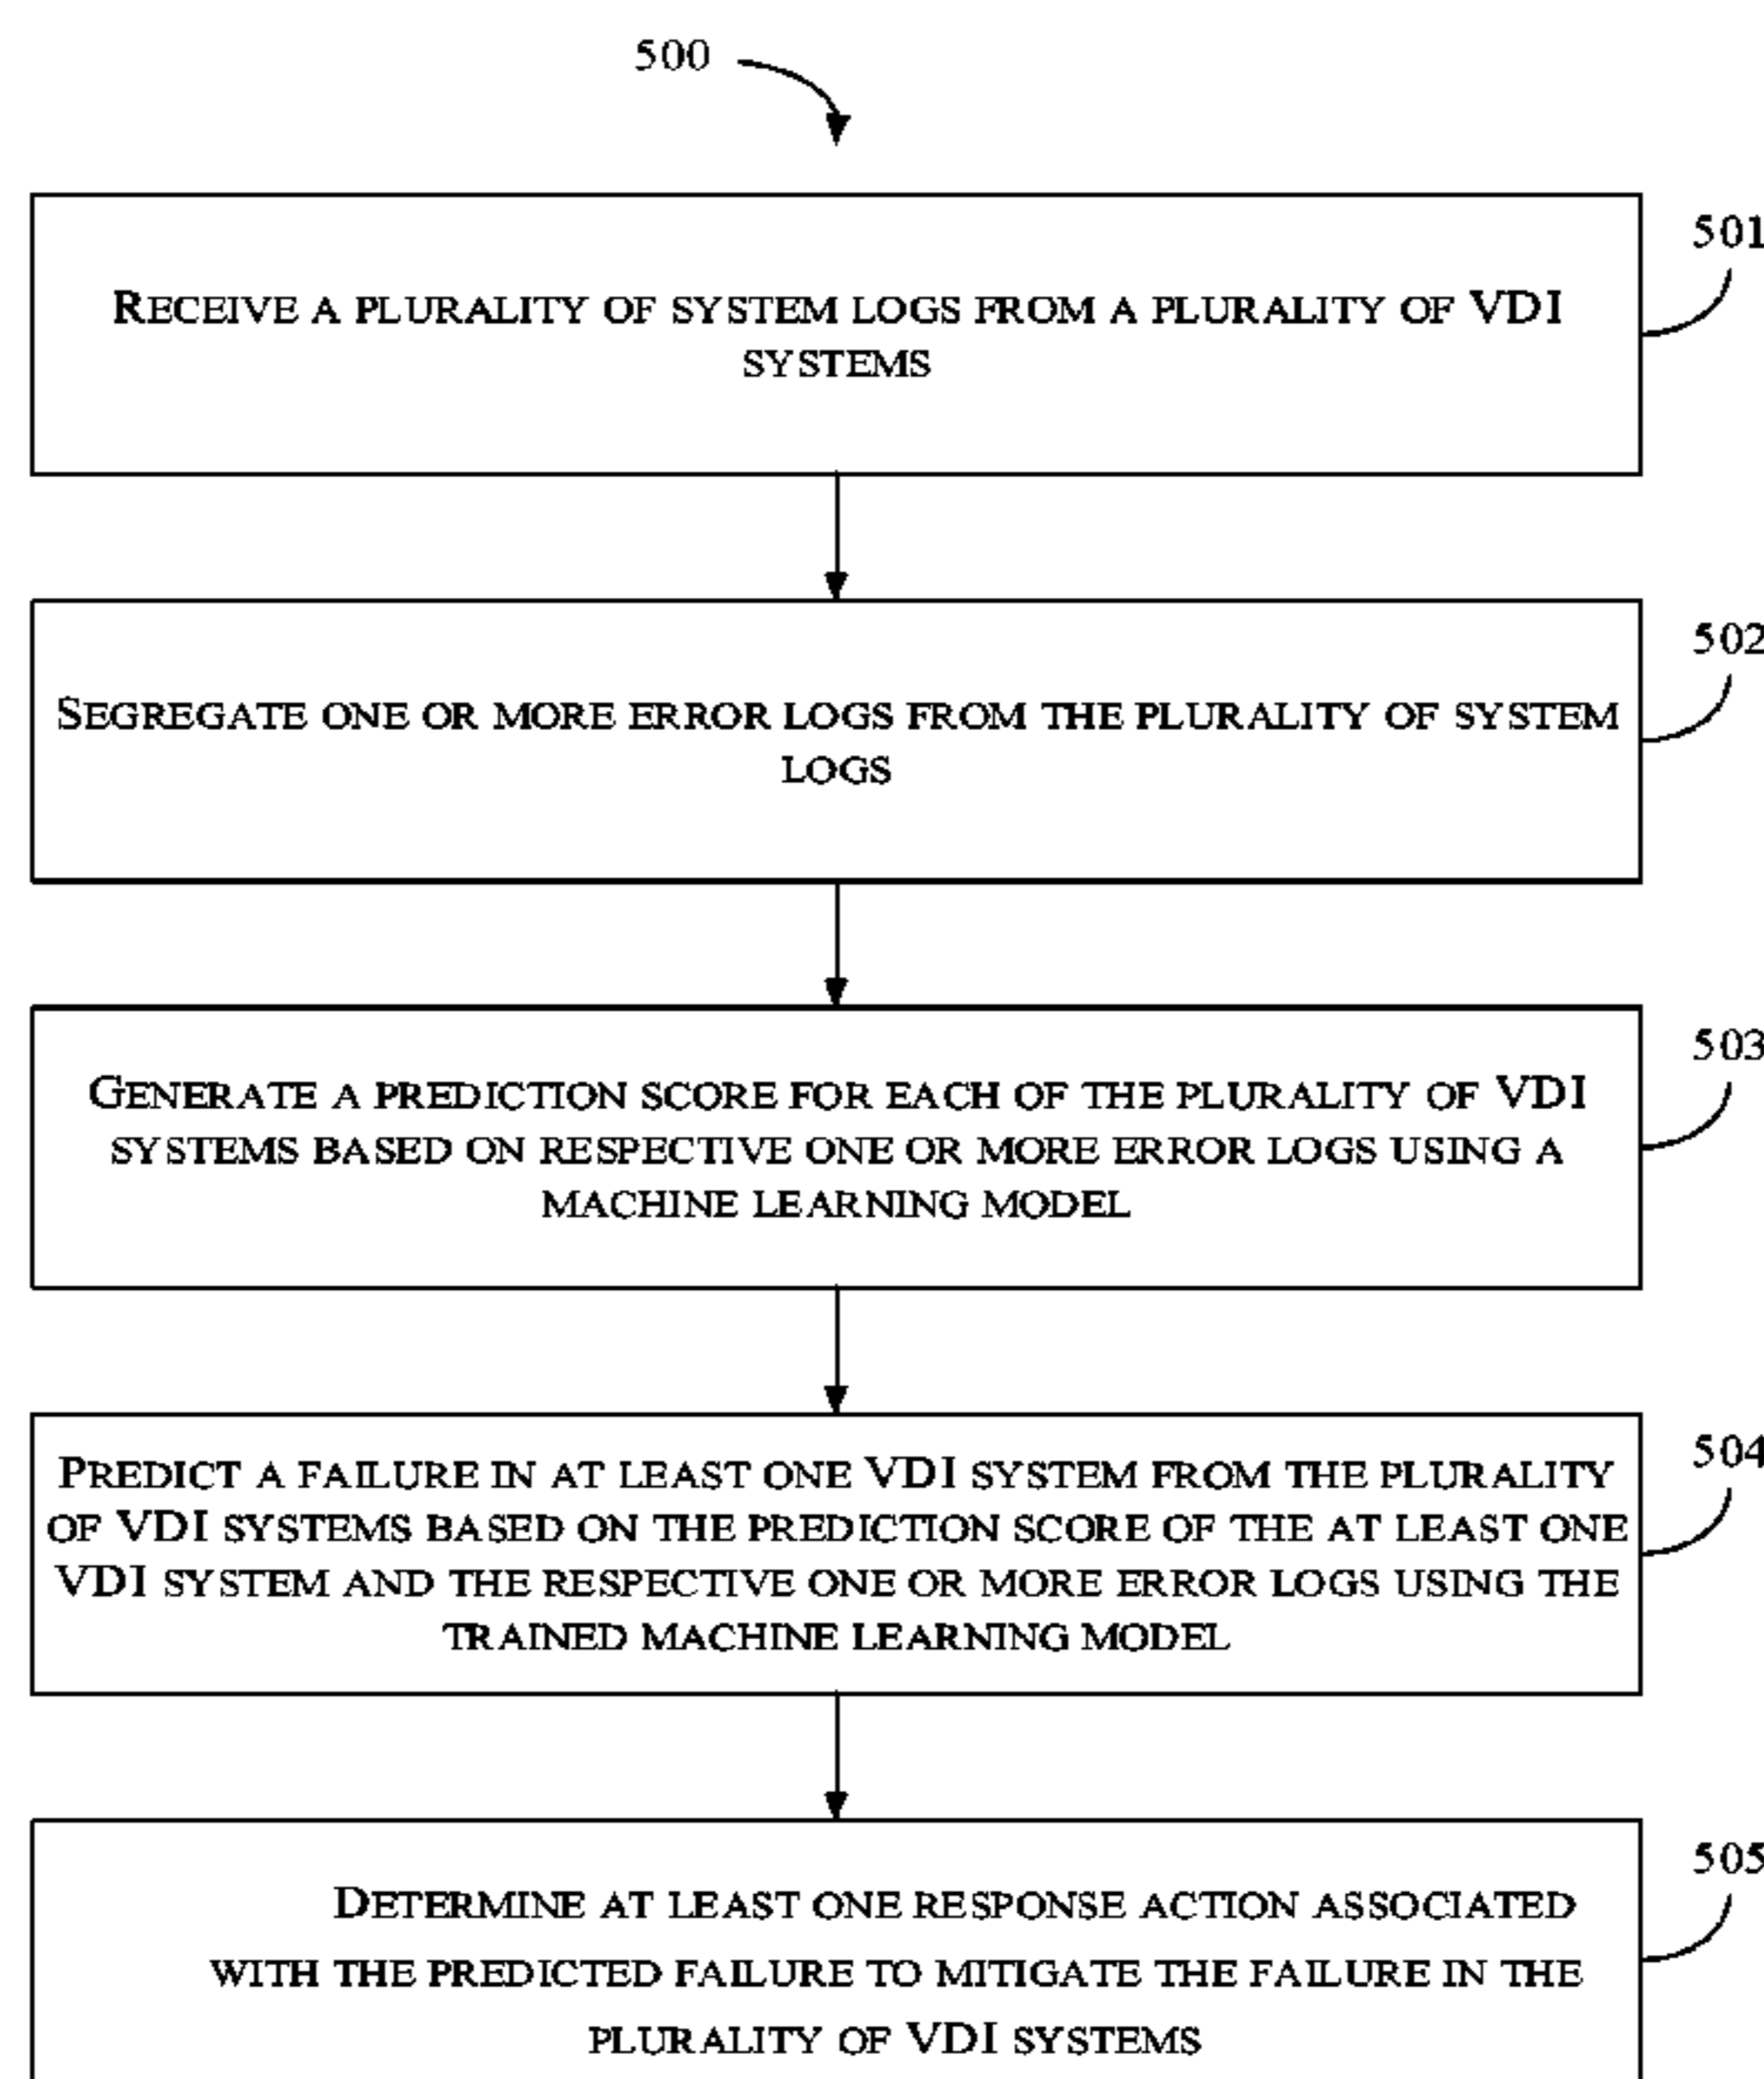 500
501
RECEIVE A PLURALITY OF SYSTEM LOGS FROM A PLURALITY OF VDI
SYSTEMS
502
SEGREGATE ONE OR MORE ERROR LOGS FROM THE PLURALITY OF SYSTEM
LOGS
503
GENERATE A PREDICTION SCORE FOR EACH OF THE PLURALITY OF VDI
SYSTEMS BASED ON RESPECTIVE ONE OR MORE ERROR LOGS USING A
MACHINE LEARNING MODEL
504
PREDICT A FAILURE IN AT LEAST ONE VDI SYSTEM FROM THE PLURALITY
OF VDI SYSTEMS BASED ON THE PREDICTION SCORE OF THE AT LEAST ONE
VDI SYSTEM AND THE RESPECTIVE ONE OR MORE ERROR LOGS USING THE
TRAINED MACHINE LEARNING MODEL
505
DETERMINE AT LEAST ONE RESPONSE ACTION ASSOCIATED
WITH THE PREDICTED FAILURE TO MITIGATE THE FAILURE IN THE
PLURALITY OF VDI SYSTEMS